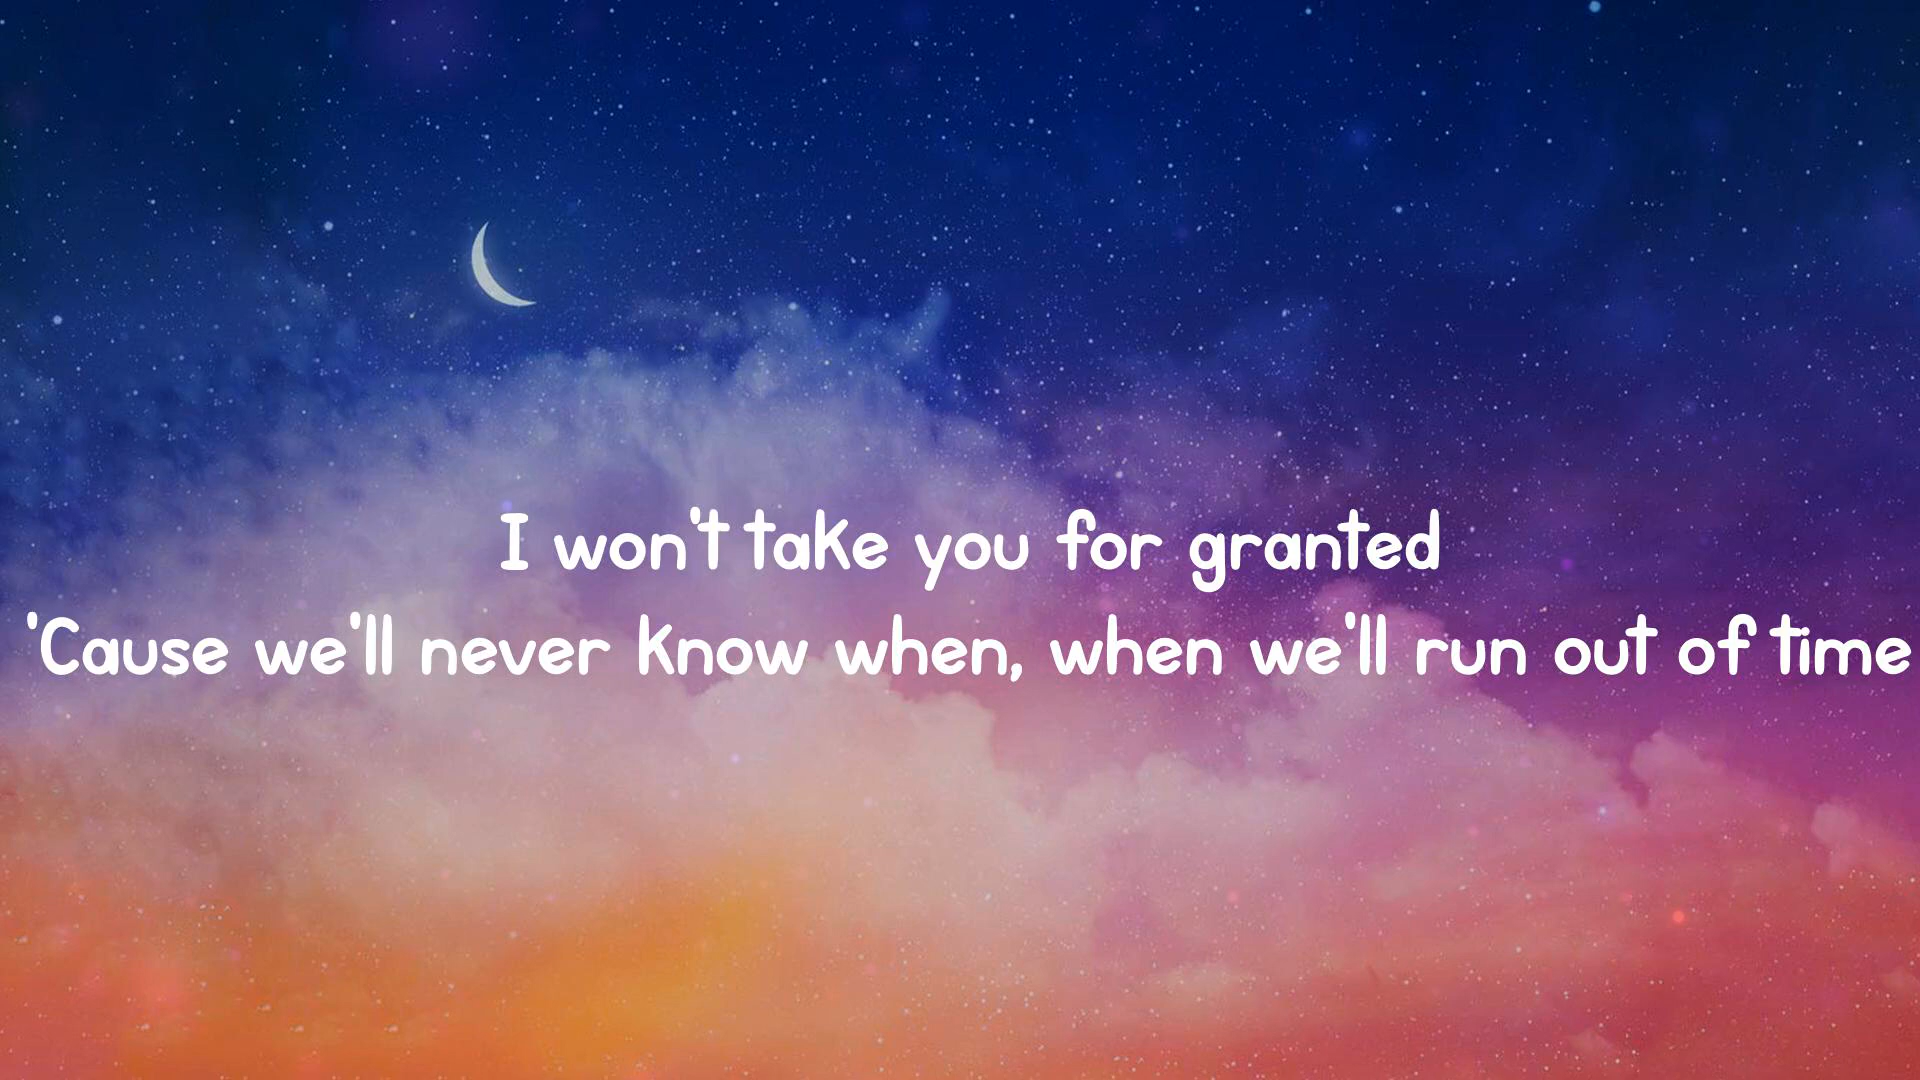 I won't take you for granted
'Cause we'll never know when, when we'll run out of time